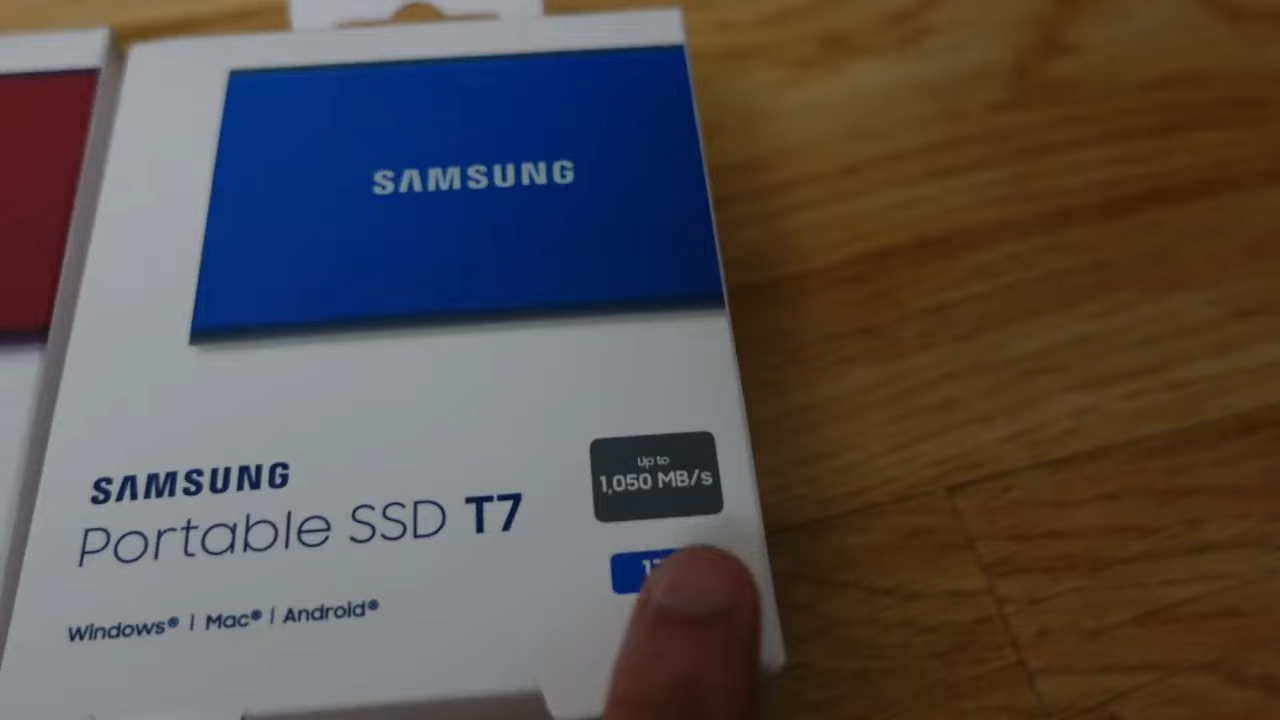 SAMSUNG
Up to
1,050 MB/s
SAMSUNG
Portable SSD T7
Windows® | Mac® | Android®